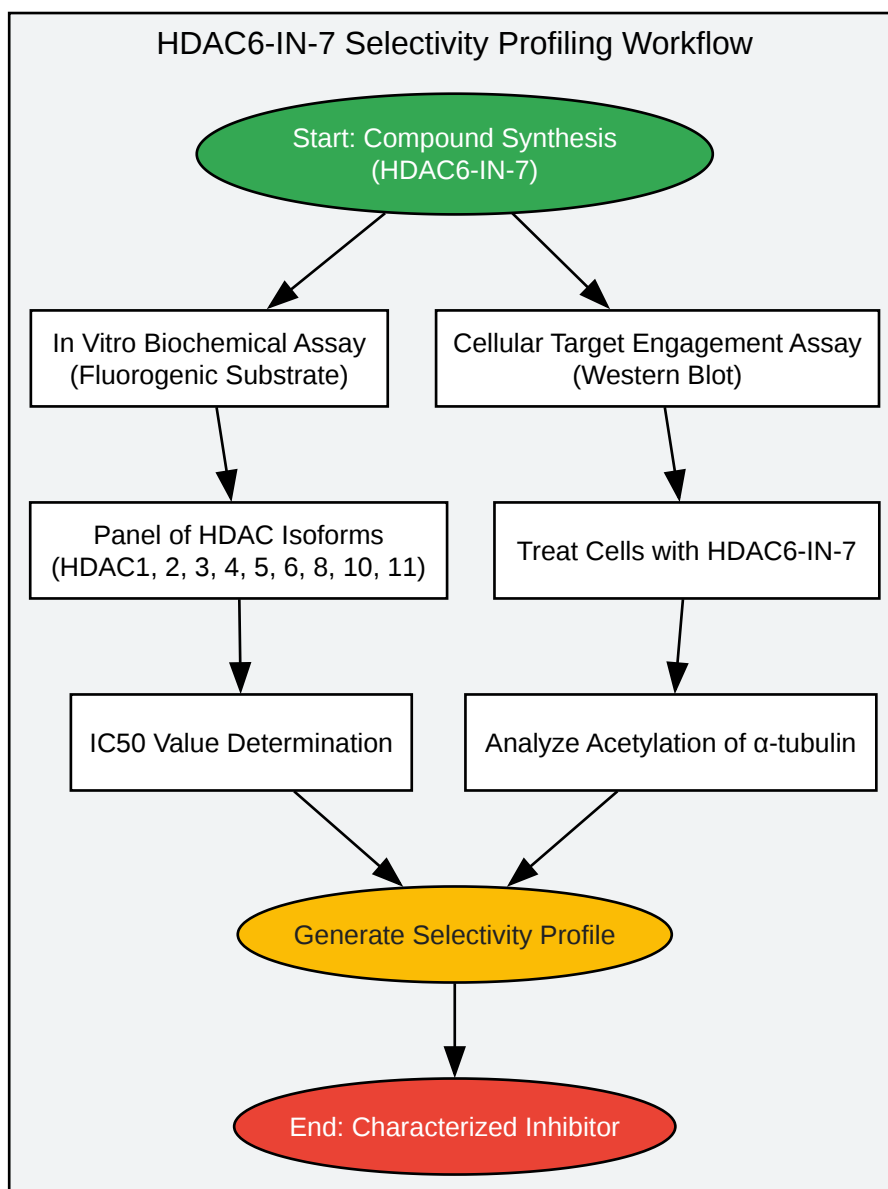 HDAC6-IN-7 Selectivity Profiling Workflow
Start: Compound Synthesis
(HDAC6-IN-7)
In Vitro Biochemical Assay
(Fluorogenic Substrate)
Cellular Target Engagement Assay
(Western Blot)
Panel of HDAC Isoforms
(HDAC1, 2, 3, 4, 5, 6, 8, 10, 11)
Treat Cells with HDAC6-IN-7
IC50 Value Determination
Analyze Acetylation of α-tubulin
Generate Selectivity Profile
End: Characterized Inhibitor